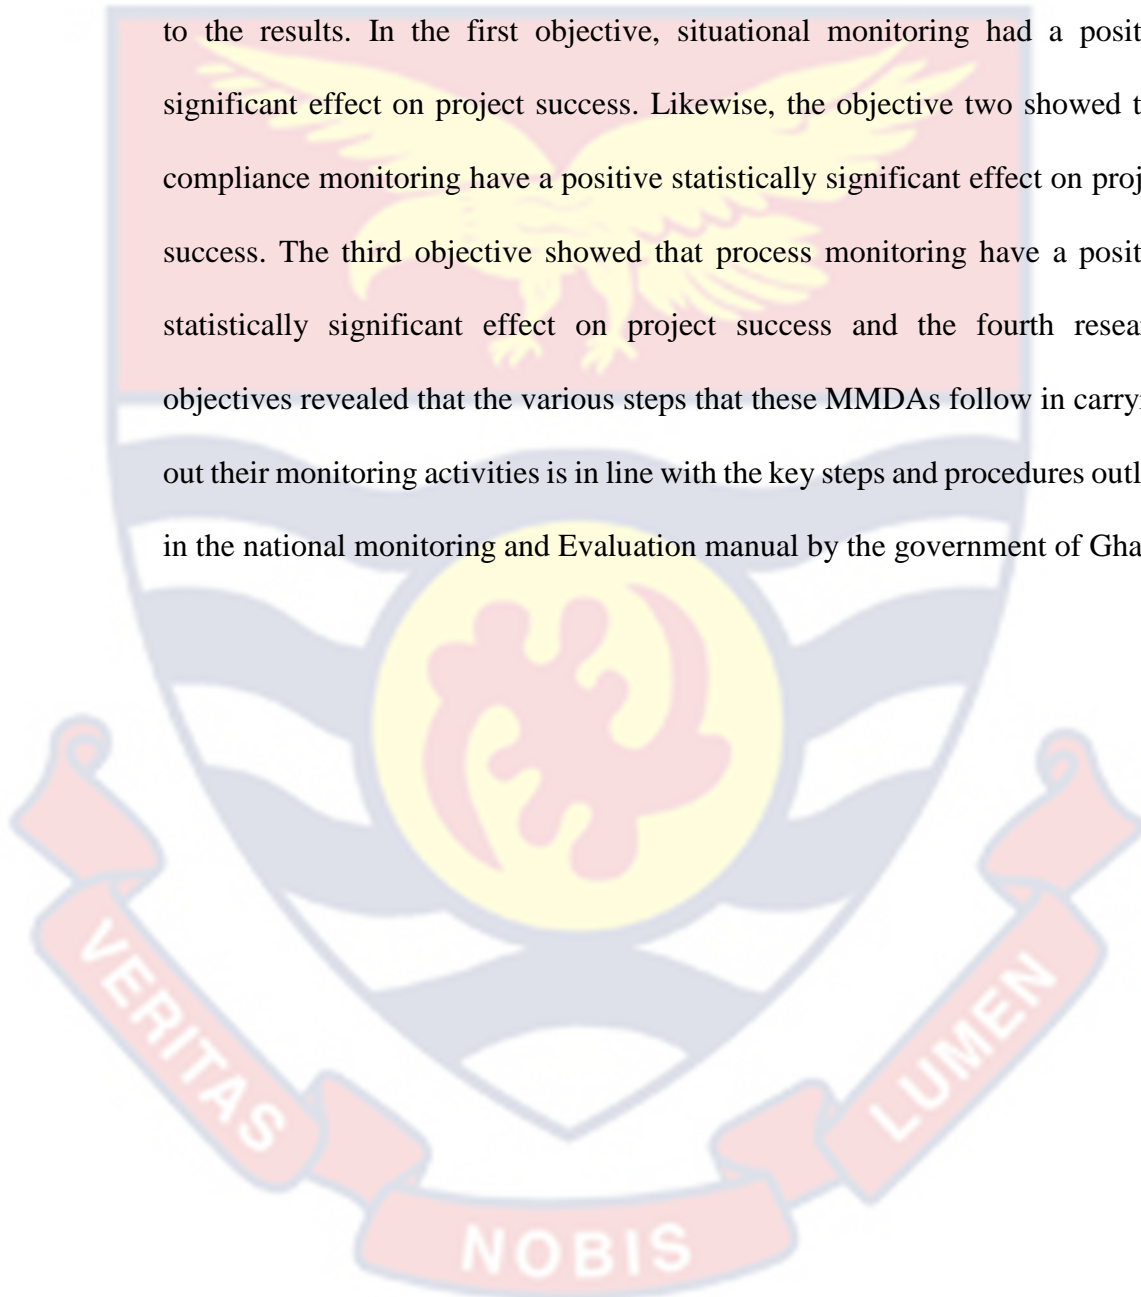 to the results. In the first objective, situational monitoring had a posit
significant effect on project success. Likewise, the objective two showed t
compliance monitoring have a positive statistically significant effect on proj
success. The third objective showed that process monitoring have a posit
statistically significant effect on project success and the fourth resea
objectives revealed that the various steps that these MMDAs follow in carry
out their monitoring activities is in line with the key steps and procedures outl
in the national monitoring and Evaluation manual by the government of Gha
VERITAS
NOBIS
LUMEN